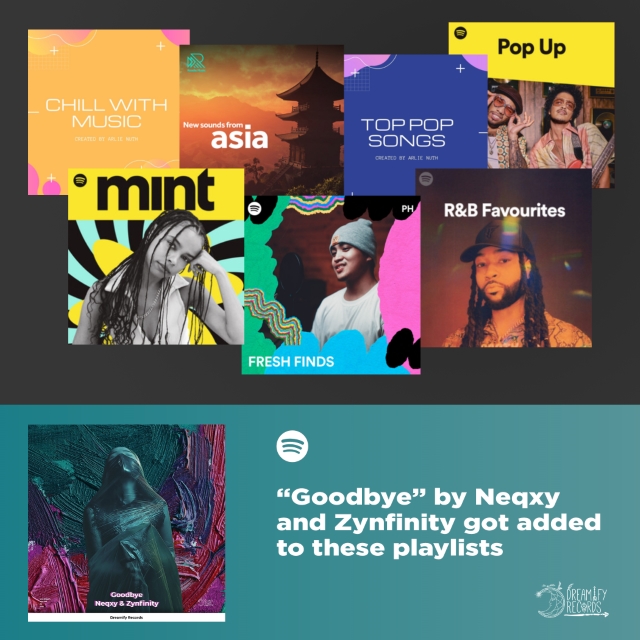 Pop Up
CHILL WITH
MUSIC
CREATED BY ARLIE NUTH
New sounds from
asia
TOP POP
SONGS
CREATED BY ARLIE NUTH
mint
PH
FRESH FINDS
R&B Favourites
“Goodbye” by Neqxy
and Zynfinity got added
to these playlists
Goodbye
Neqxy & Zynfinity
Dreamify Records
DREAMIFY
RECORDS